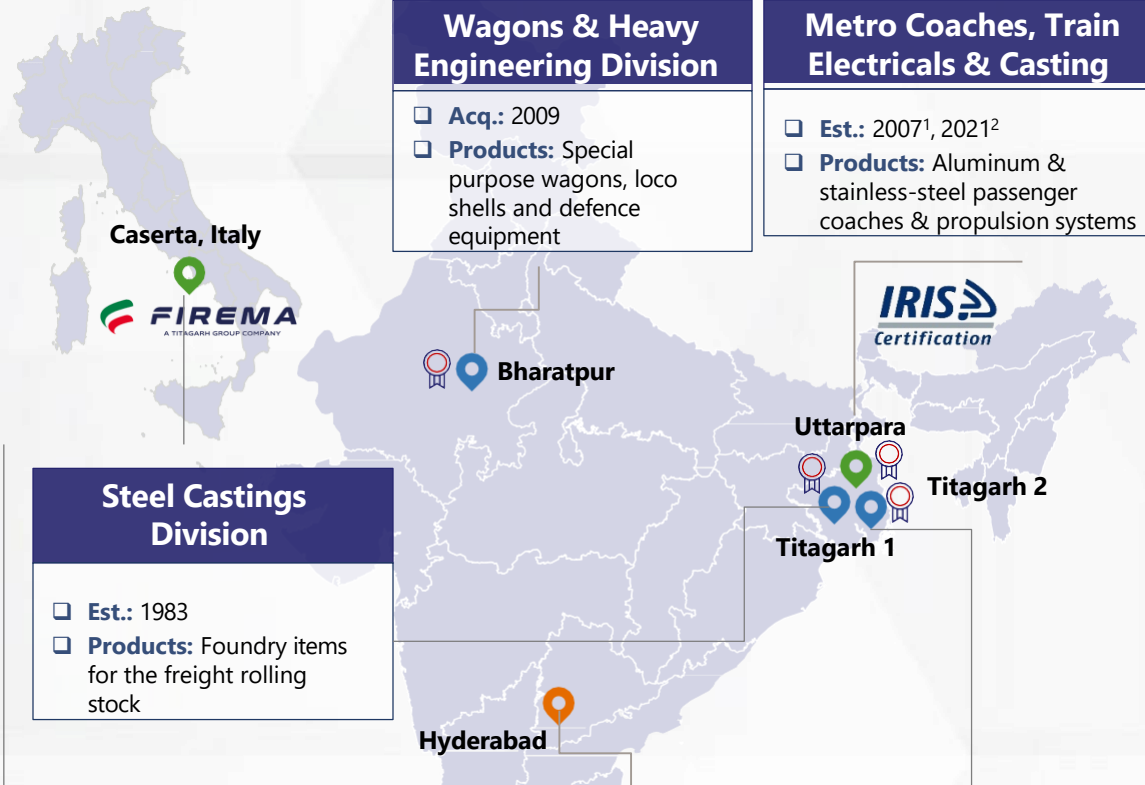 Wagons & Heavy
Engineering Division
❑ Acq.: 2009
❑ Products: Special
purpose wagons, loco
shells and defence
equipment
Metro Coaches, Train
Electricals & Casting
❑ Est.: 2007¹, 2021²
❑ Products: Aluminum &
stainless-steel passenger
coaches & propulsion systems
Caserta, Italy
FIREMA
A TITAGARH GROUP COMPANY
IRIS
Certification
Bharatpur
Uttarpara
Titagarh 2
Titagarh 1
Steel Castings
Division
❑ Est.: 1983
❑ Products: Foundry items
for the freight rolling
stock
Hyderabad